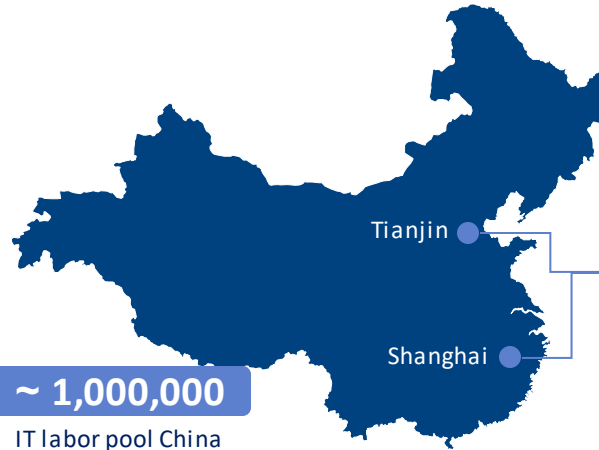 Tianjin
Shanghai
~ 1,000,000
IT labor pool China